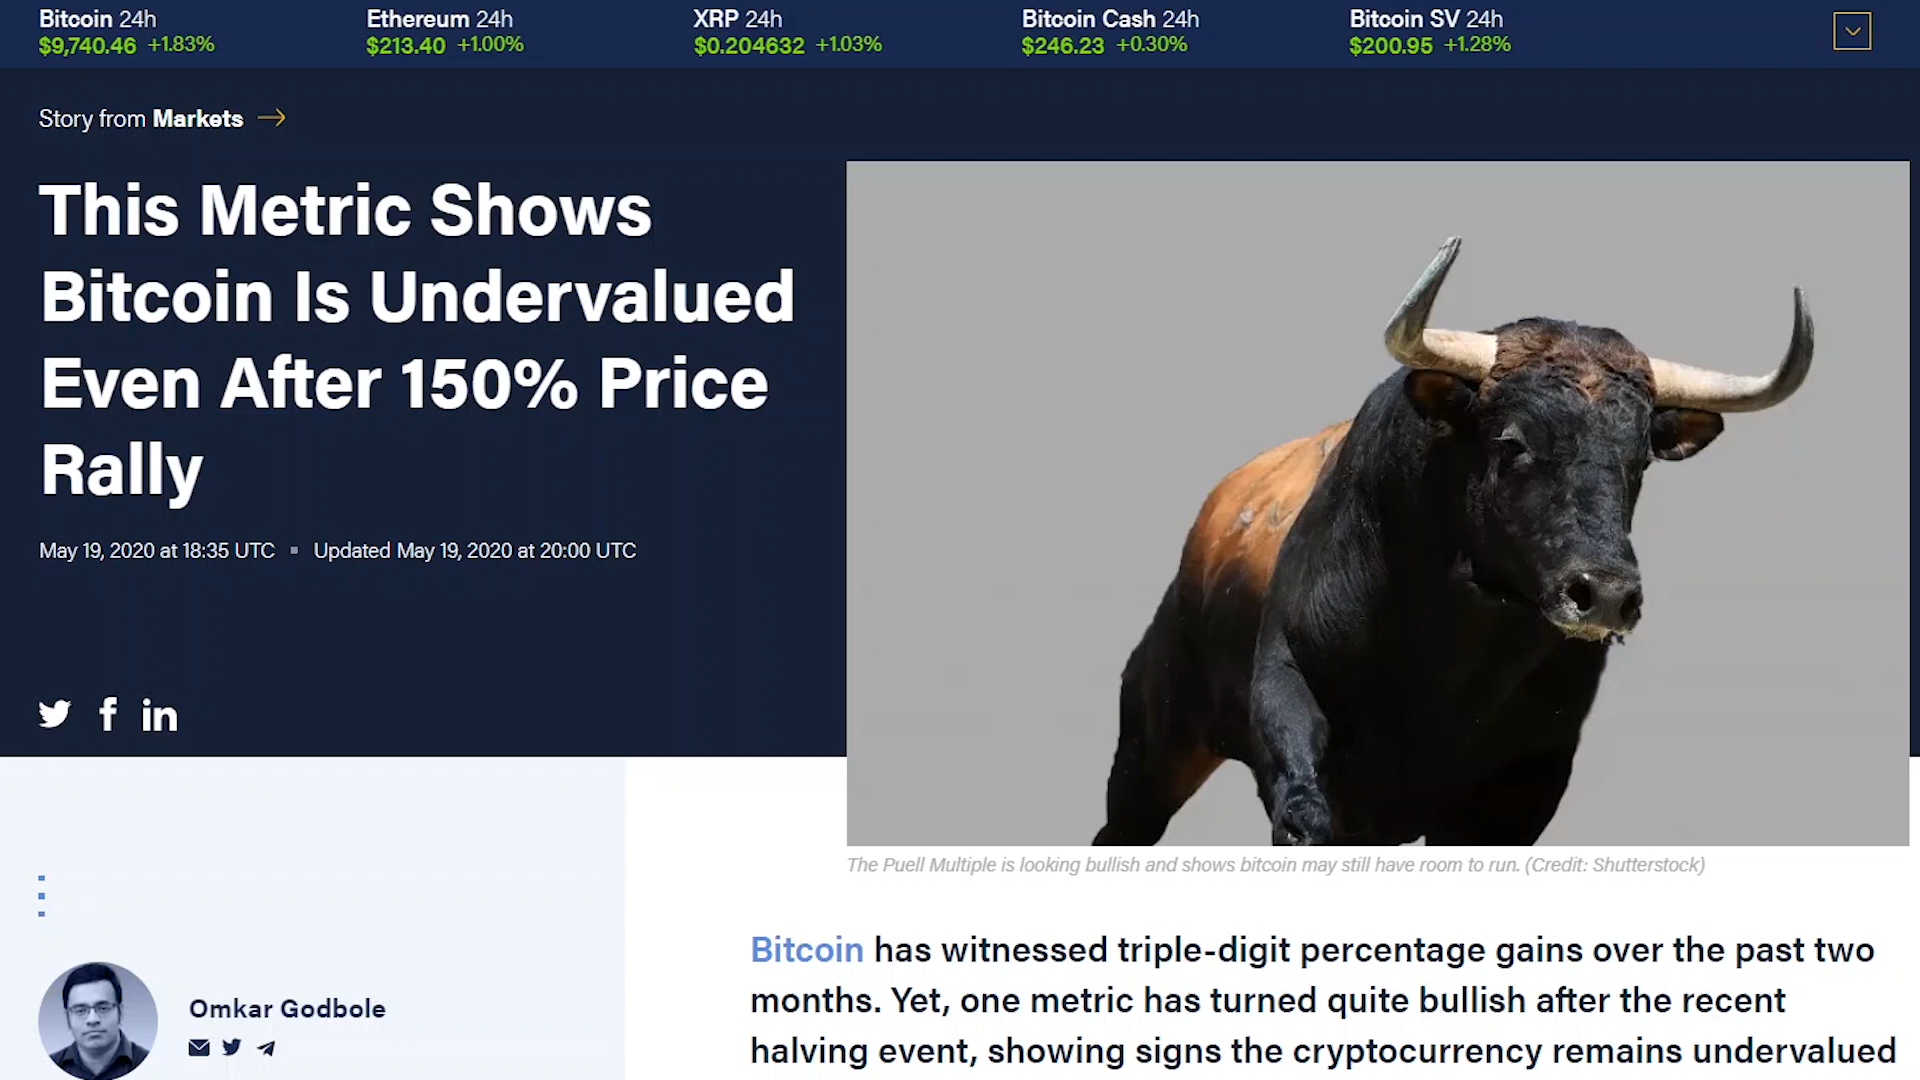 Bitcoin 24h
$9,740.46 +1.83%
Ethereum 24h
$213.40 +1.00%
XRP 24h
$0.204632 +1.03%
Bitcoin Cash 24h
$246.23 +0.30%
Bitcoin SV 24h
$200.95 +1.28%
Story from Markets
This Metric Shows
Bitcoin Is Undervalued
Even After 150% Price
Rally
May 19, 2020 at 18:35 UTC ▪ Updated May 19, 2020 at 20:00 UTC
The Puell Multiple is looking bullish and shows bitcoin may still have room to run. (Credit: Shutterstock)
Omkar Godbole
Bitcoin has witnessed triple-digit percentage gains over the past two
months. Yet, one metric has turned quite bullish after the recent
halving event, showing signs the cryptocurrency remains undervalued